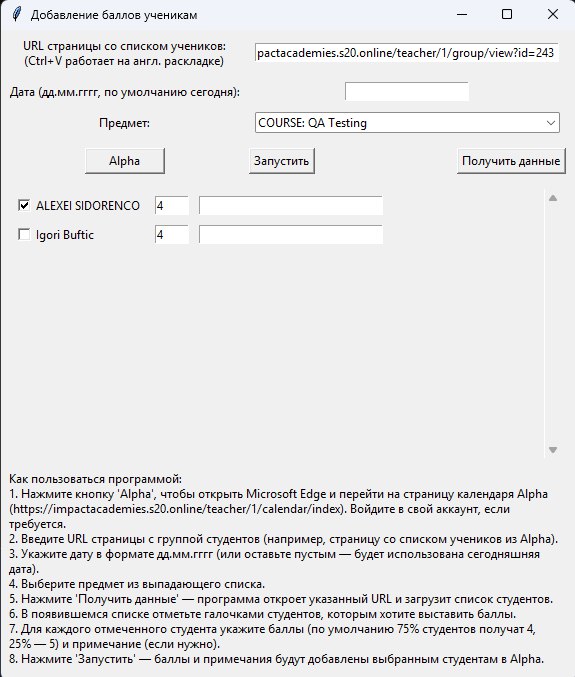 Добавление баллов ученикам
URL страницы со списком учеников:
(Ctrl+V работает на англ. раскладке)
pactacademies.s20.online/teacher/1/group/view?id=243
Дата (дд.мм.гггг, по умолчанию сегодня):
Предмет:
COURSE: QA Testing
Alpha
Запустить
Получить данные
ALEXEI SIDORENCO
4
Igori Buftic
4
Как пользоваться программой:
1. Нажмите кнопку 'Alpha', чтобы открыть Microsoft Edge и перейти на страницу календаря Alpha
(https://impactacademies.s20.online/teacher/1/calendar/index). Войдите в свой аккаунт, если
требуется.
2. Введите URL страницы с группой студентов (например, страницу со списком учеников из Alpha).
3. Укажите дату в формате дд.мм.гггг (или оставьте пустым — будет использована сегодняшняя
дата).
4. Выберите предмет из выпадающего списка.
5. Нажмите 'Получить данные' — программа откроет указанный URL и загрузит список студентов.
6. В появившемся списке отметьте галочками студентов, которым хотите выставить баллы.
7. Для каждого отмеченного студента укажите баллы (по умолчанию 75% студентов получат 4,
25% — 5) и примечание (если нужно).
8. Нажмите 'Запустить' — баллы и примечания будут добавлены выбранным студентам в Alpha.